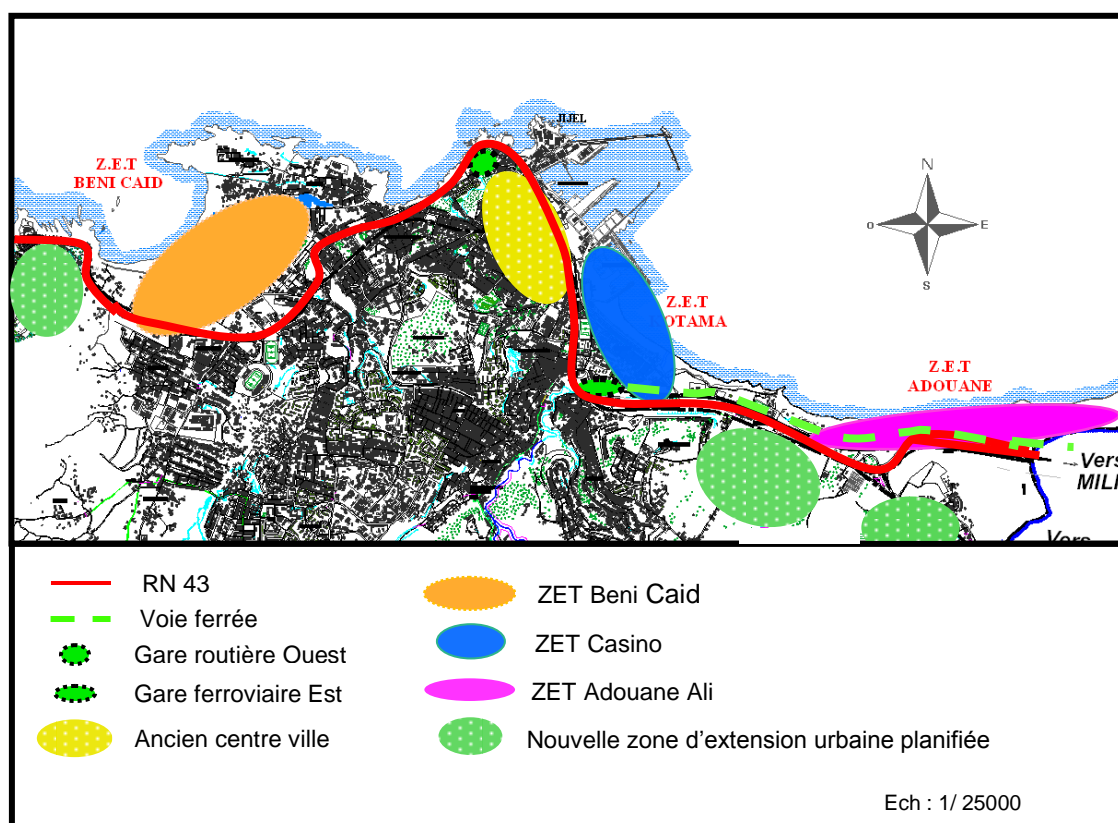 JIJEL
Z.E.T
BENI CAID
N
O
E
S
Z.E.T
OTAMA
Z.E.T
ADOUANE
Vers
MILI
Vers
RN 43
Voie ferrée
Gare routière Ouest
Gare ferroviaire Est
Ancien centre ville
ZET Beni Caid
ZET Casino
ZET Adouane Ali
Nouvelle zone d'extension urbaine planifiée
Ech : 1/ 25000